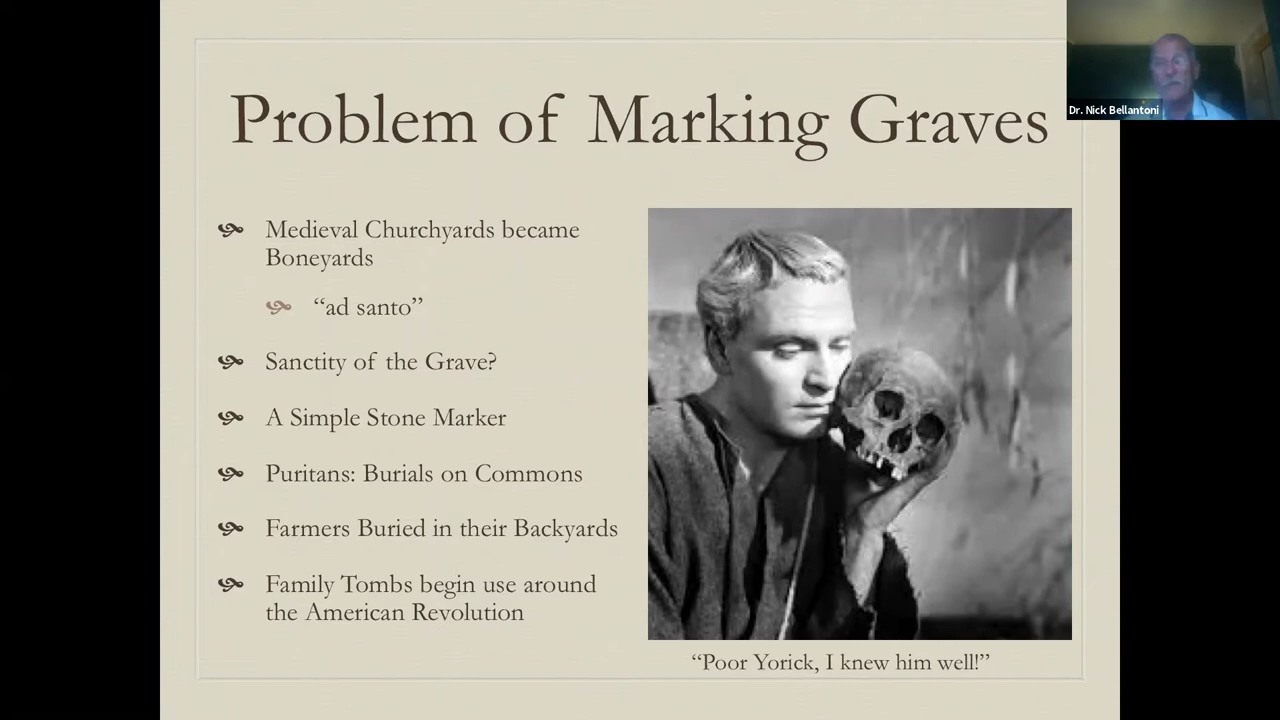 Problem of Marking Graves
Dr. Nick Bellantoni
Medieval Churchyards became
Boneyards
“ad santo”
Sanctity of the Grave?
A Simple Stone Marker
Puritans: Burials on Commons
Farmers Buried in their Backyards
Family Tombs begin use around
the American Revolution
“Poor Yorick, I knew him well!”